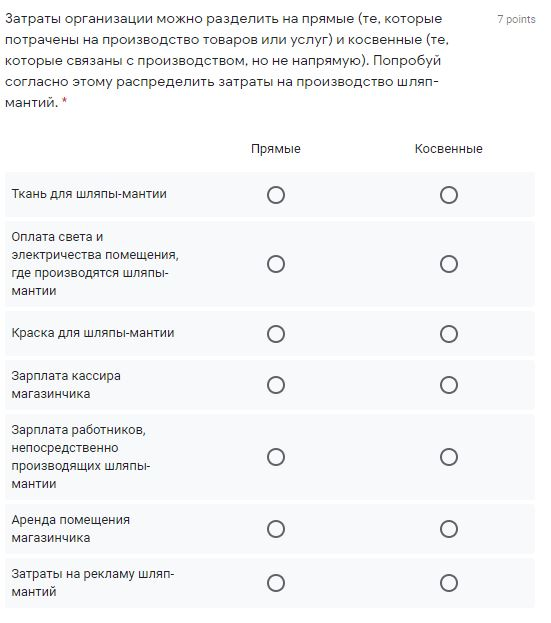 Затраты организации можно разделить на прямые (те, которые
7 points
потрачены на производство товаров или услуг) и косвенные (те,
которые связаны с производством, но не напрямую). Попробуй
согласно этому распределить затраты на производство шляп-
мантий. *
Прямые
Косвенные
Ткань для шляпы-мантии
Оплата света и
электричества помещения,
где производятся шляпы-
мантии
Краска для шляпы-мантии
Зарплата кассира
магазинчика
Зарплата работников,
непосредственно
производящих шляпы-
мантии
Аренда помещения
магазинчика
Затраты на рекламу шляп-
мантий